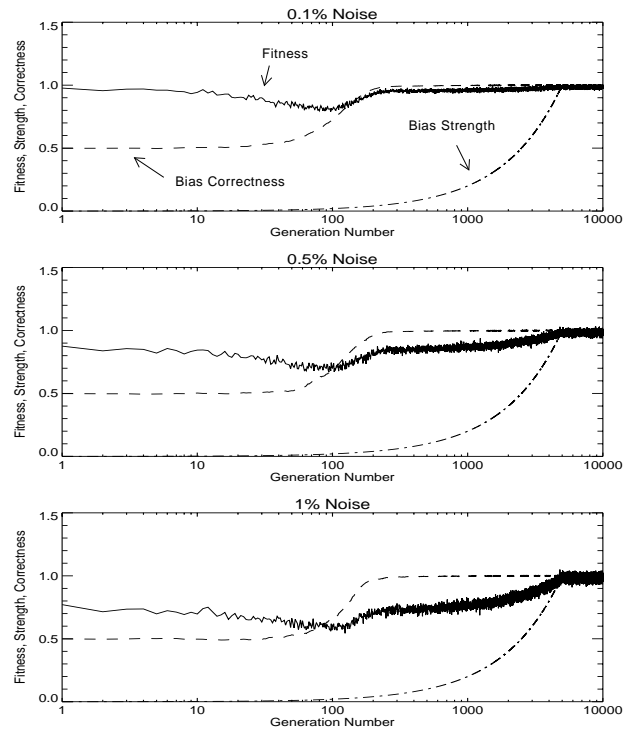 0.1% Noise
1.5
1.0
0.5
0.0
Fitness, Strength, Correctness
Fitness
Bias Strength
Bias Correctness
1
10
100
1000
10000
Generation Number
0.5% Noise
1.5
1.0
0.5
0.0
Fitness, Strength, Correctness
1
10
100
1000
10000
Generation Number
1% Noise
1.5
1.0
0.5
0.0
Fitness, Strength, Correctness
1
10
100
1000
10000
Generation Number